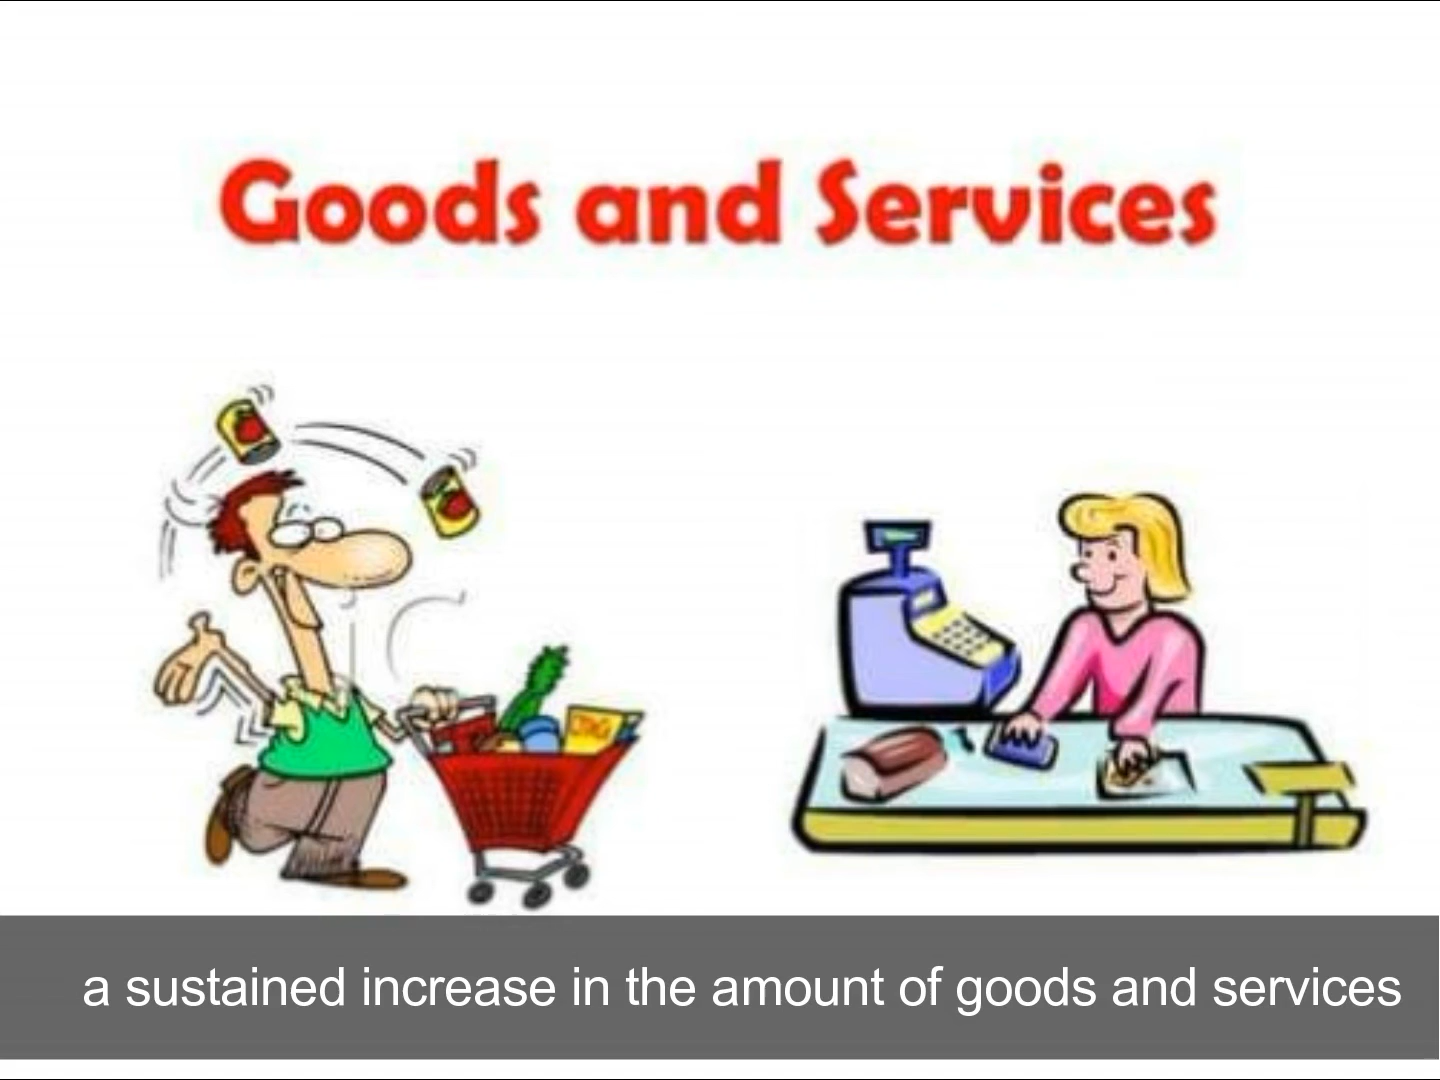 Goods and Services
a sustained increase in the amount of goods and services